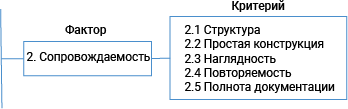 Критерий
Фактор
2. Сопровождаемость
2.1 Структура
2.2 Простая конструкция
2.3 Наглядность
2.4 Повторяемость
2.5 Полнота документации